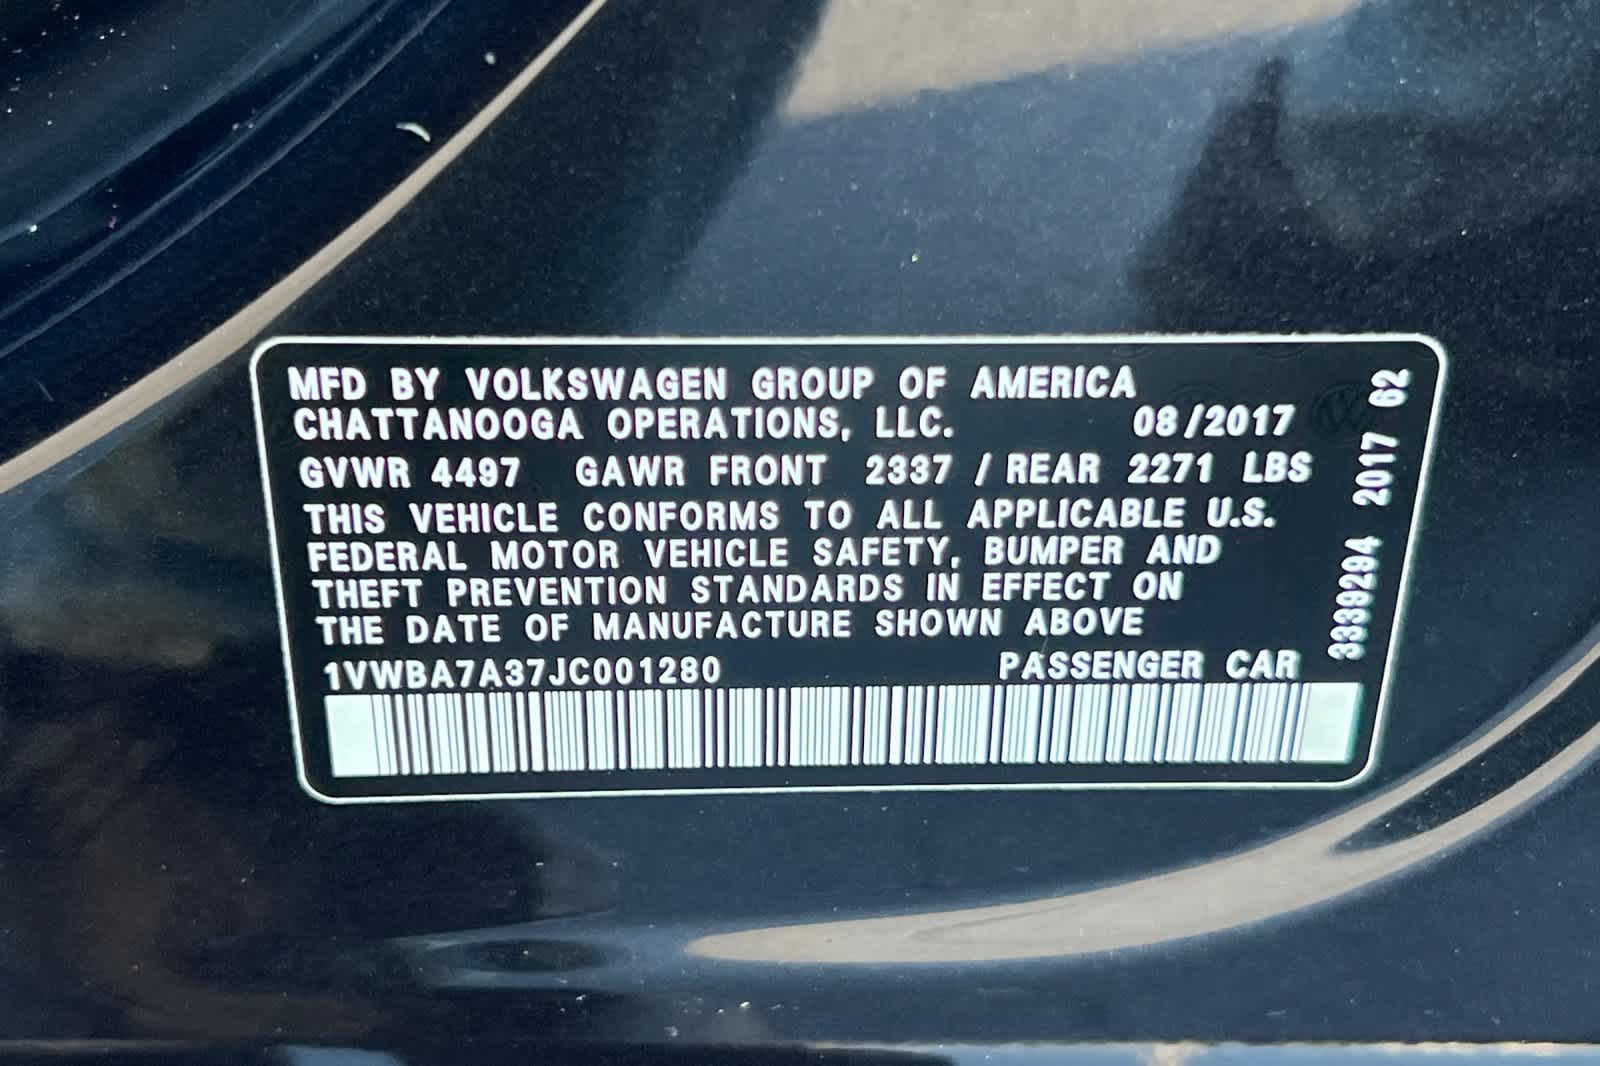 MFD BY VOLKSWAGEN GROUP OF AMERICA
CHATTANOOGA OPERATIONS, LLC. 08/2017
GVWR 4497 GAWR FRONT 2337 / REAR 2271 LBS
THIS VEHICLE CONFORMS TO ALL APPLICABLE U.S.
FEDERAL MOTOR VEHICLE SAFETY, BUMPER AND
THEFT PREVENTION STANDARDS IN EFFECT ON
THE DATE OF MANUFACTURE SHOWN ABOVE
1VWBA7A37JC001280 PASSENGER CAR
3339294 2017 62